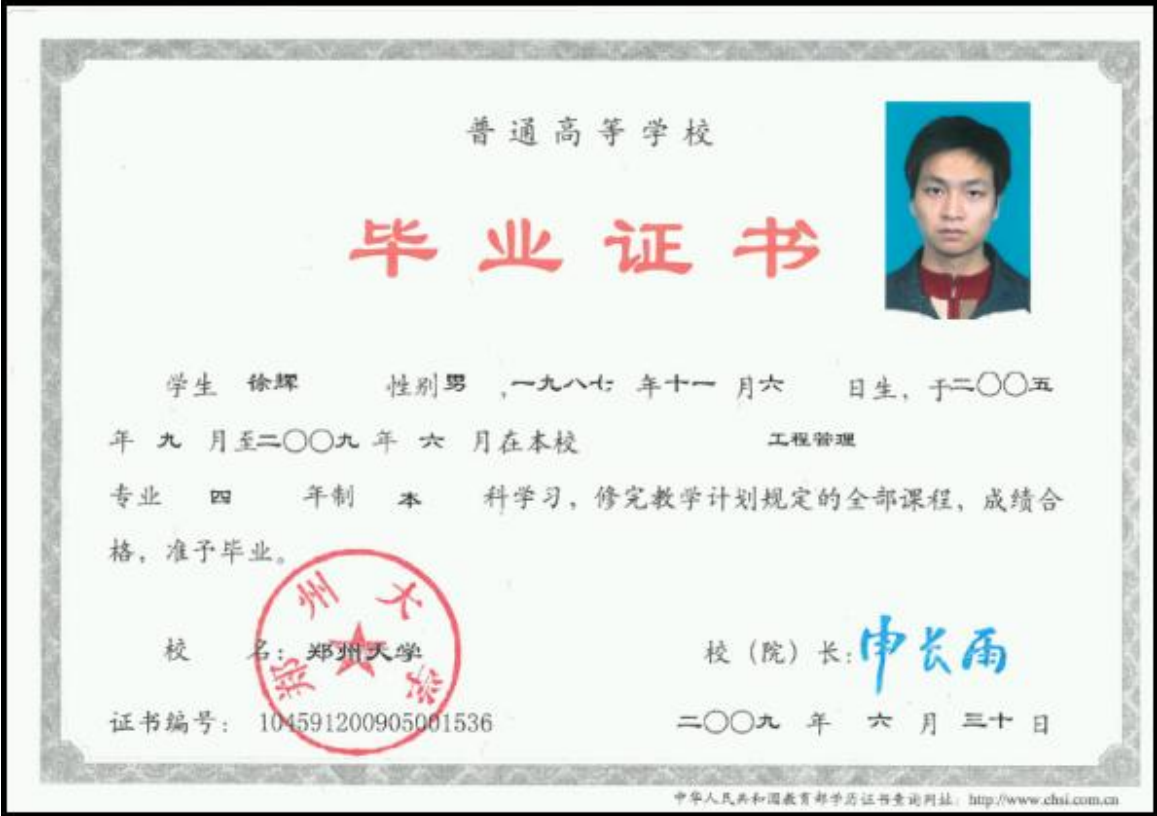 普通高等学校
毕业证书
学生 徐辉 性别 男 ,一九八七 年 十一 月 六 日生，于 二〇〇五
年 九 月至 二〇〇九 年 六 月在本校 工程管理
专业 四 年制 本 科学习，修完教学计划规定的全部课程，成绩合
格，准予毕业。
郑州大学
校 名：郑州大学 校（院）长：申长雨
证书编号：104591200905001536 二〇〇九 年 六 月 三十 日
中华人民共和国教育部学历证书查询网址：http://www.chsi.com.cn